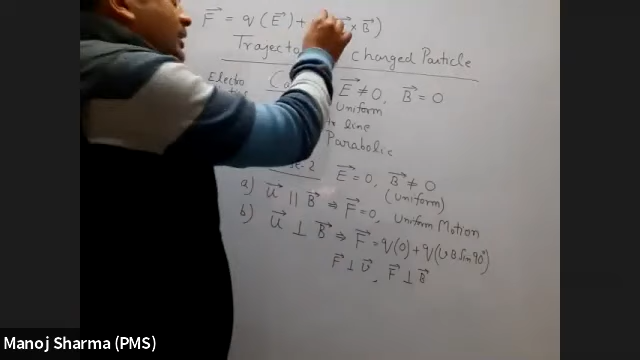 F⃗ = q (E⃗) + × B⃗)
Charged Particle
Electro E⃗ ≠ 0, B⃗ = 0
Uniform
line
Parabolic
-2 E⃗ = 0, B⃗ ≠ 0
(Uniform)
a) U⃗ || B⃗ ⇒ F⃗ = 0, Uniform Motion
b) U⃗ ⊥ B⃗ ⇒ F⃗ = q(0) + q(UB Sin 90°)
F⃗ ⊥ U⃗, F⃗ ⊥ B⃗
Manoj Sharma (PMS)